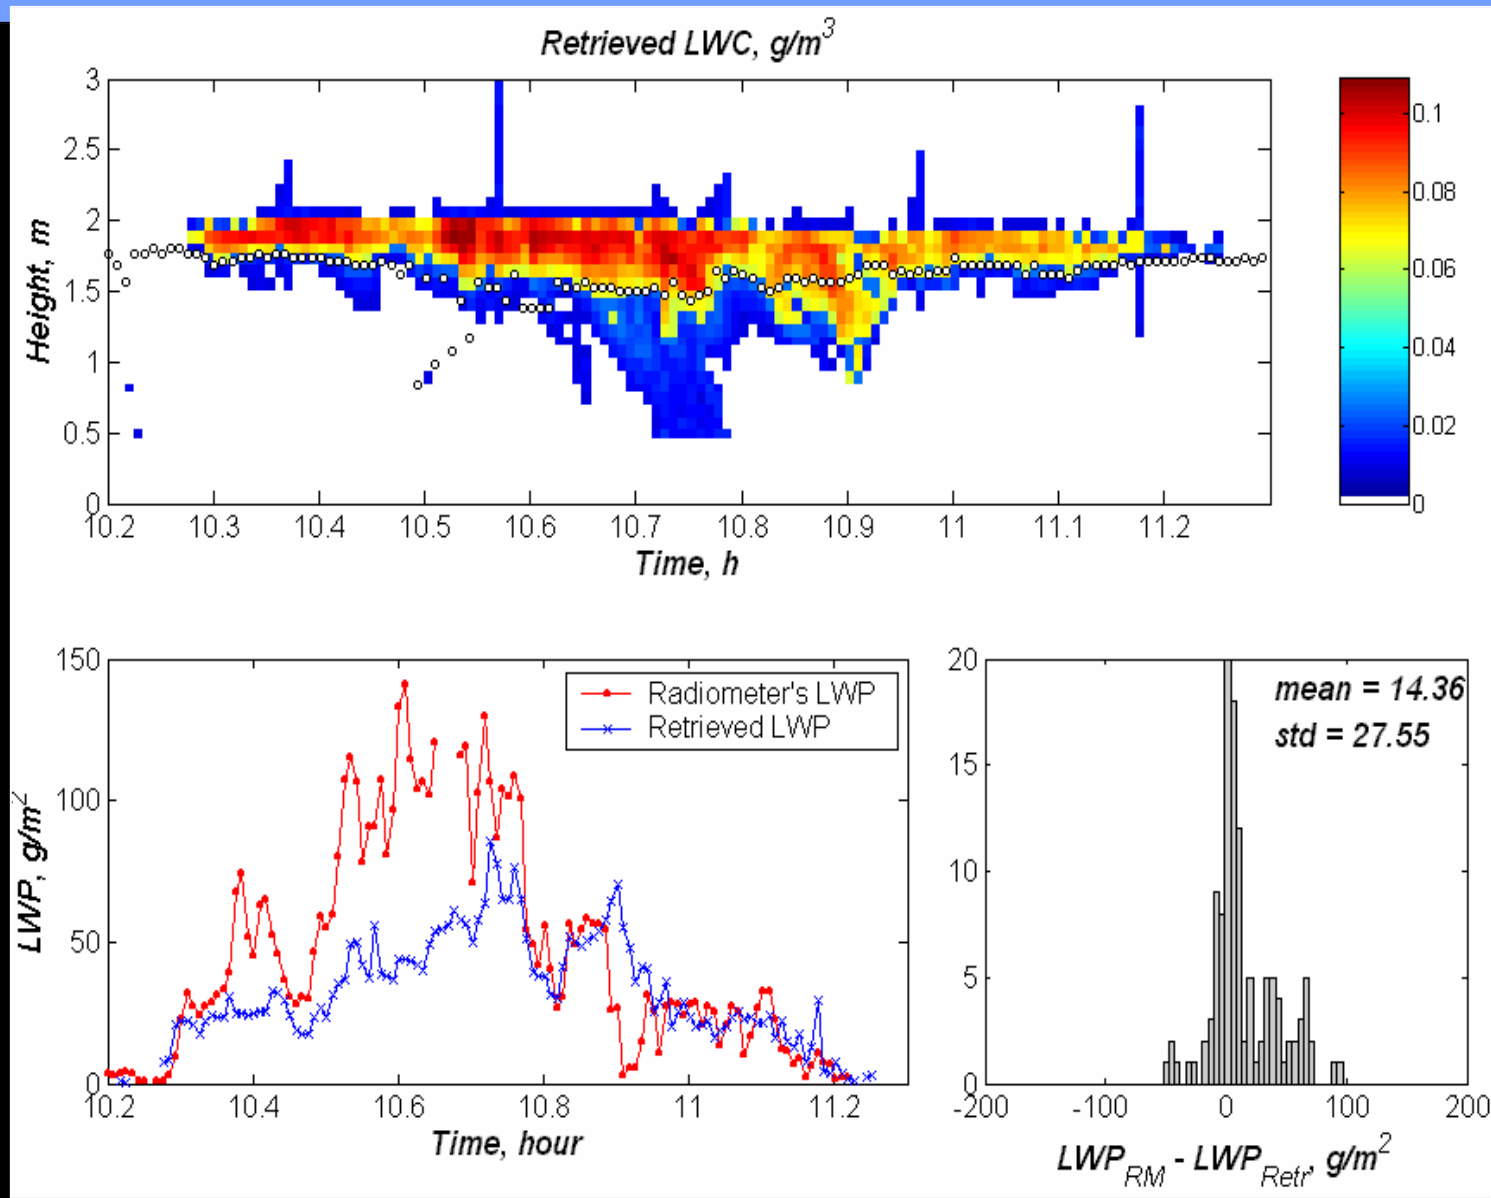 Retrieved LWC, g/m³
3
2.5
2
1.5
1
0.5
0
Height, m
10.2 10.3 10.4 10.5 10.6 10.7 10.8 10.9 11 11.1 11.2
Time, h
0.1
0.08
0.06
0.04
0.02
0
150
100
50
0
LWP, g/m²
Radiometer's LWP
Retrieved LWP
10.2 10.4 10.6 10.8 11 11.2
Time, hour
20
15
10
5
0
mean = 14.36
std = 27.55
-200 -100 0 100 200
LWP_RM - LWP_Retr, g/m²